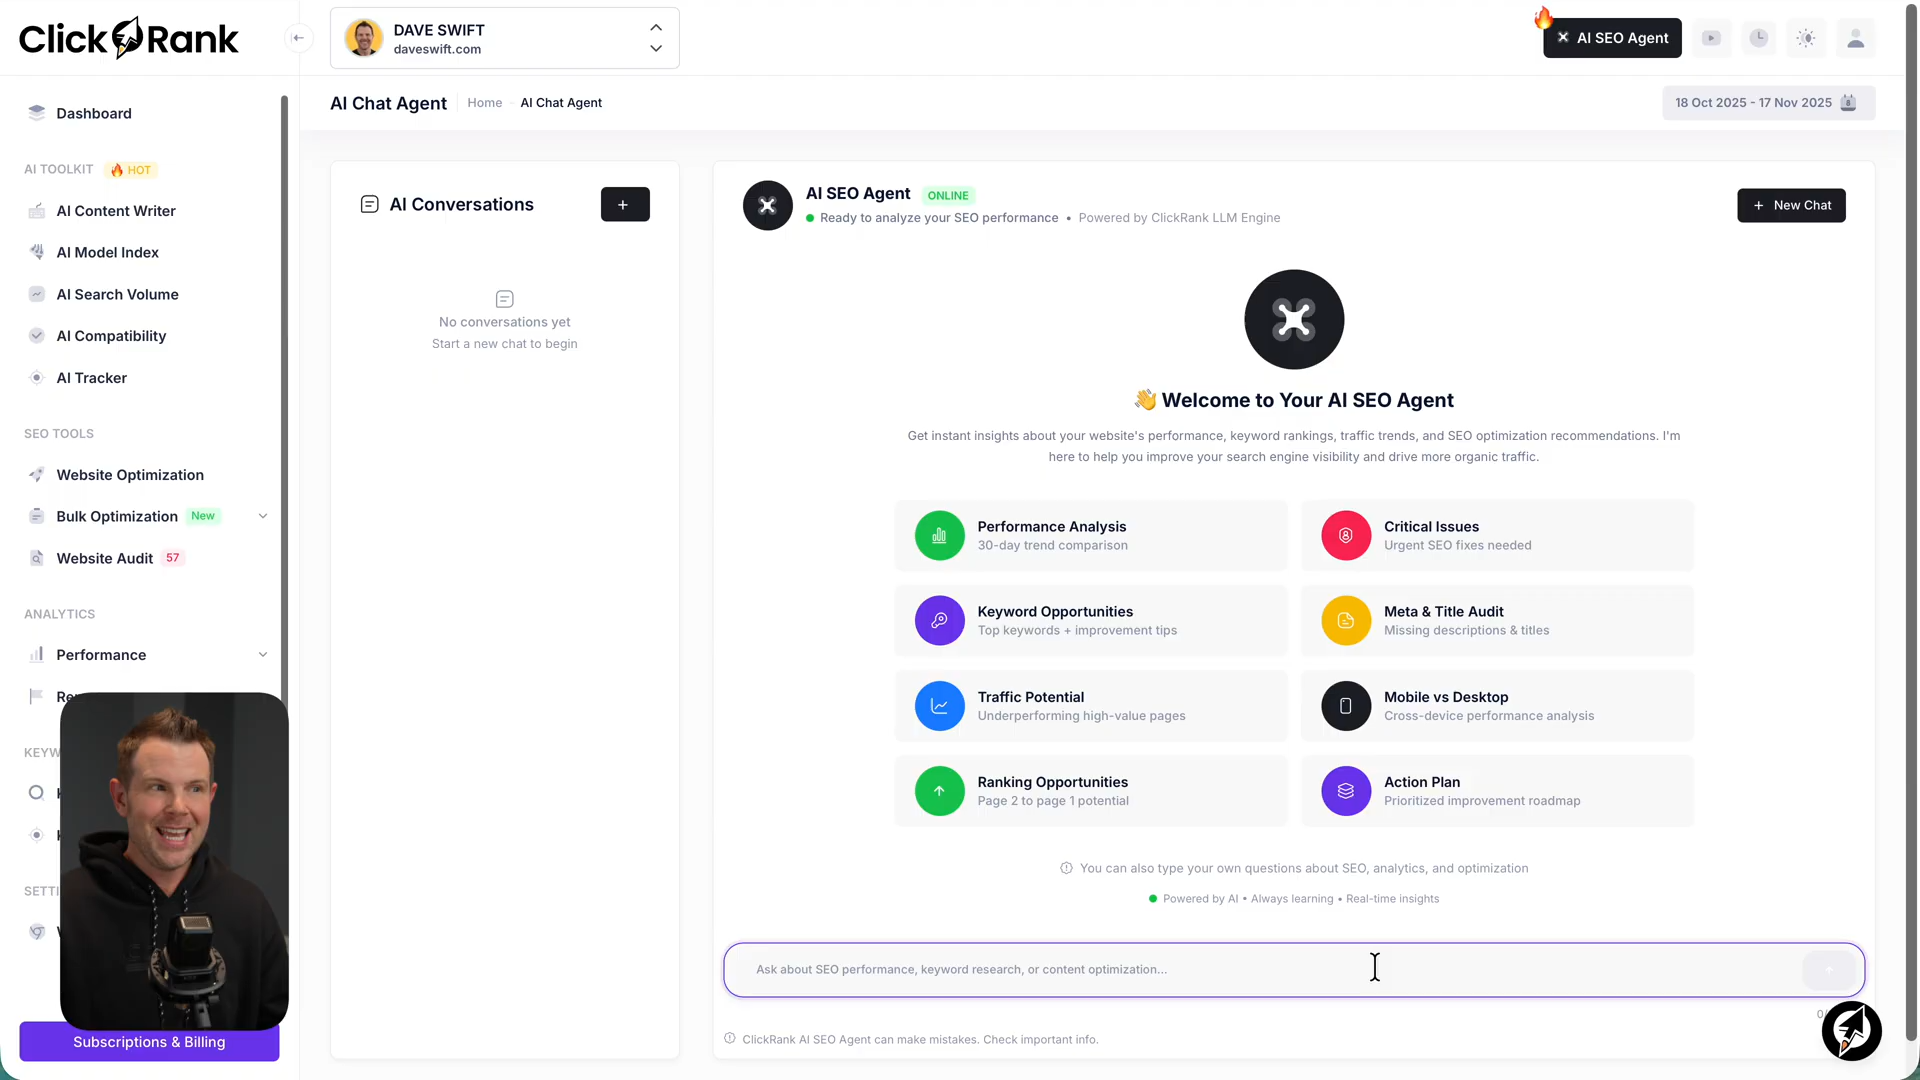 Click Rank
DAVE SWIFT
daveswift.com
AI SEO Agent
AI Chat Agent
Home - AI Chat Agent
18 Oct 2025 - 17 Nov 2025
Dashboard
AI TOOLKIT 🔥 HOT
AI Content Writer
AI Model Index
AI Search Volume
AI Compatibility
AI Tracker
SEO TOOLS
Website Optimization
Bulk Optimization New
Website Audit 57
ANALYTICS
Performance
Re
KEYW
SETTI
Subscriptions & Billing
AI Conversations
+
No conversations yet
Start a new chat to begin
AI SEO Agent ONLINE
Ready to analyze your SEO performance • Powered by ClickRank LLM Engine
+ New Chat
👋 Welcome to Your AI SEO Agent
Get instant insights about your website's performance, keyword rankings, traffic trends, and SEO optimization recommendations. I'm
here to help you improve your search engine visibility and drive more organic traffic.
Performance Analysis
30-day trend comparison
Critical Issues
Urgent SEO fixes needed
Keyword Opportunities
Top keywords + improvement tips
Meta & Title Audit
Missing descriptions & titles
Traffic Potential
Underperforming high-value pages
Mobile vs Desktop
Cross-device performance analysis
Ranking Opportunities
Page 2 to page 1 potential
Action Plan
Prioritized improvement roadmap
You can also type your own questions about SEO, analytics, and optimization
Powered by AI • Always learning • Real-time insights
Ask about SEO performance, keyword research, or content optimization...
ClickRank AI SEO Agent can make mistakes. Check important info.